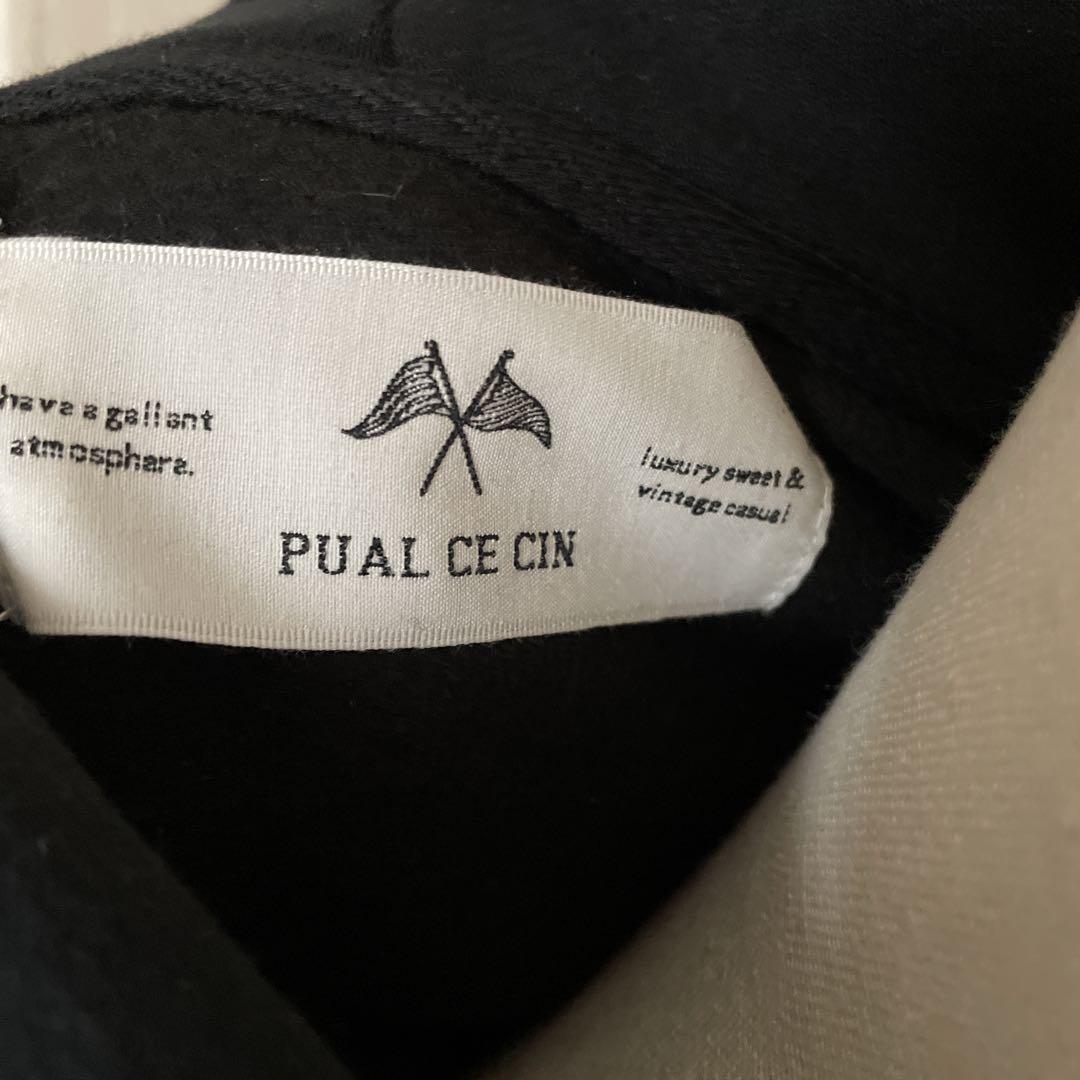 have a gallant
atmosphere.
PUAL CE CIN
luxury sweet &
vintage casual